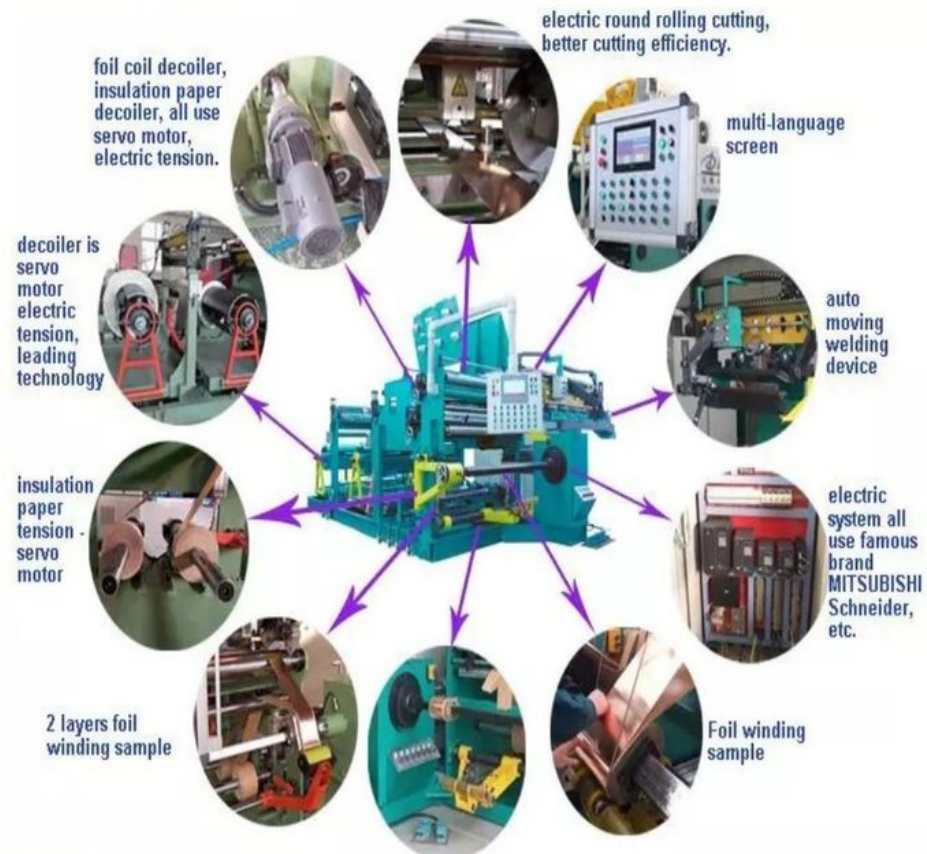 electric round rolling cutting,
better cutting efficiency.
foil coil decoiler,
insulation paper
decoiler, all use
servo motor,
electric tension.
multi-language
screen
decoiler is
servo
motor
electric
tension,
leading
technology
auto
moving
welding
device
insulation
paper
tension -
servo
motor
electric
system all
use famous
brand
MITSUBISHI
Schneider,
etc.
2 layers foil
winding sample
Foil winding
sample